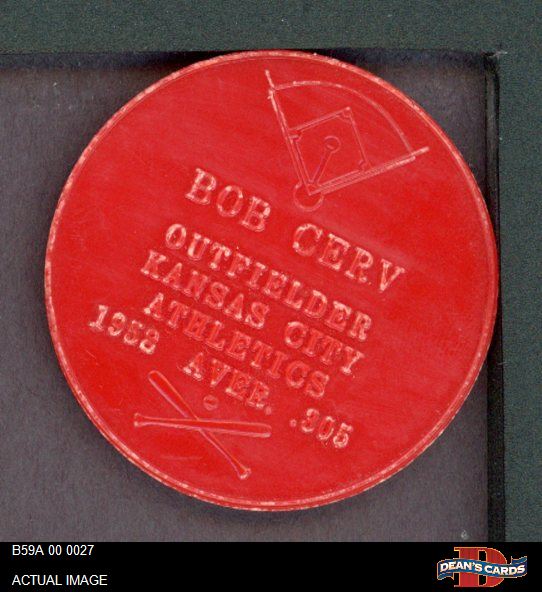 BOB CERV
OUTFIELDER
KANSAS CITY
ATHLETICS
1958 AVER. .305
B59A 00 0027
ACTUAL IMAGE
DEAN'S CARDS